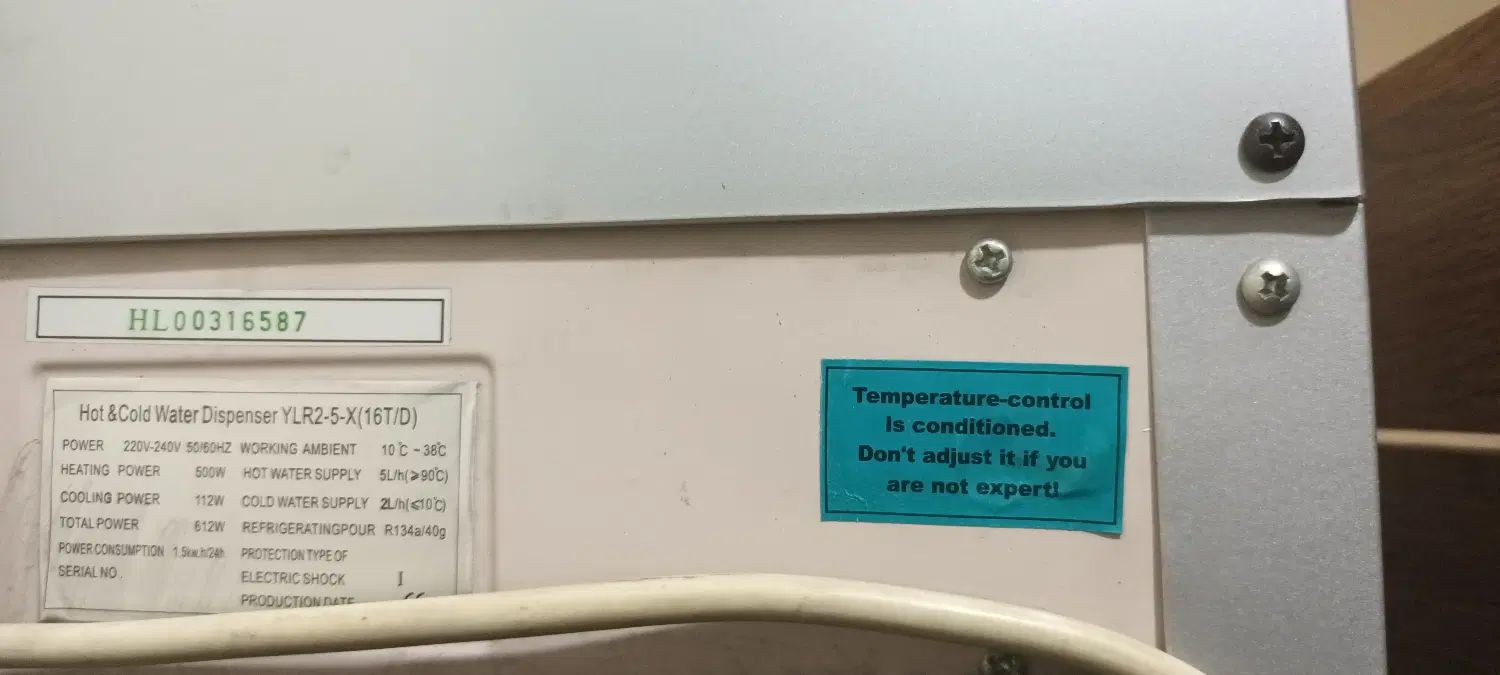 HL00316587
Hot &Cold Water Dispenser YLR2-5-X(16T/D)
POWER 220V-240V 50/60HZ WORKING AMBIENT 10℃ ~38℃
HEATING POWER 500W HOT WATER SUPPLY 5L/h(≥90℃)
COOLING POWER 112W COLD WATER SUPPLY 2L/h(≤10℃)
TOTAL POWER 612W REFRIGERATINGPOUR R134a/40g
POWER CONSUMPTION 1.5kw.h/24h PROTECTION TYPE OF
SERIAL NO. ELECTRIC SHOCK I
PRODUCTION DATE
Temperature-control
Is conditioned.
Don't adjust it if you
are not expert!